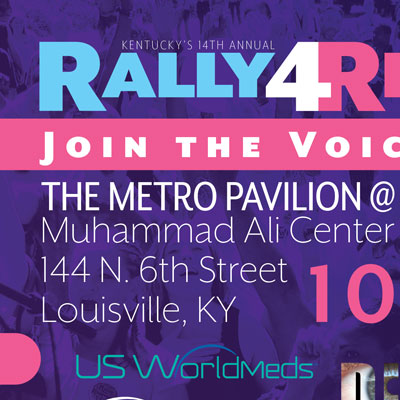 KENTUCKY'S 14TH ANNUAL
RALLY4R
JOIN THE VOIC
THE METRO PAVILION @
Muhammad Ali Center
144 N. 6th Street
Louisville, KY
10
US WORLDMEDS